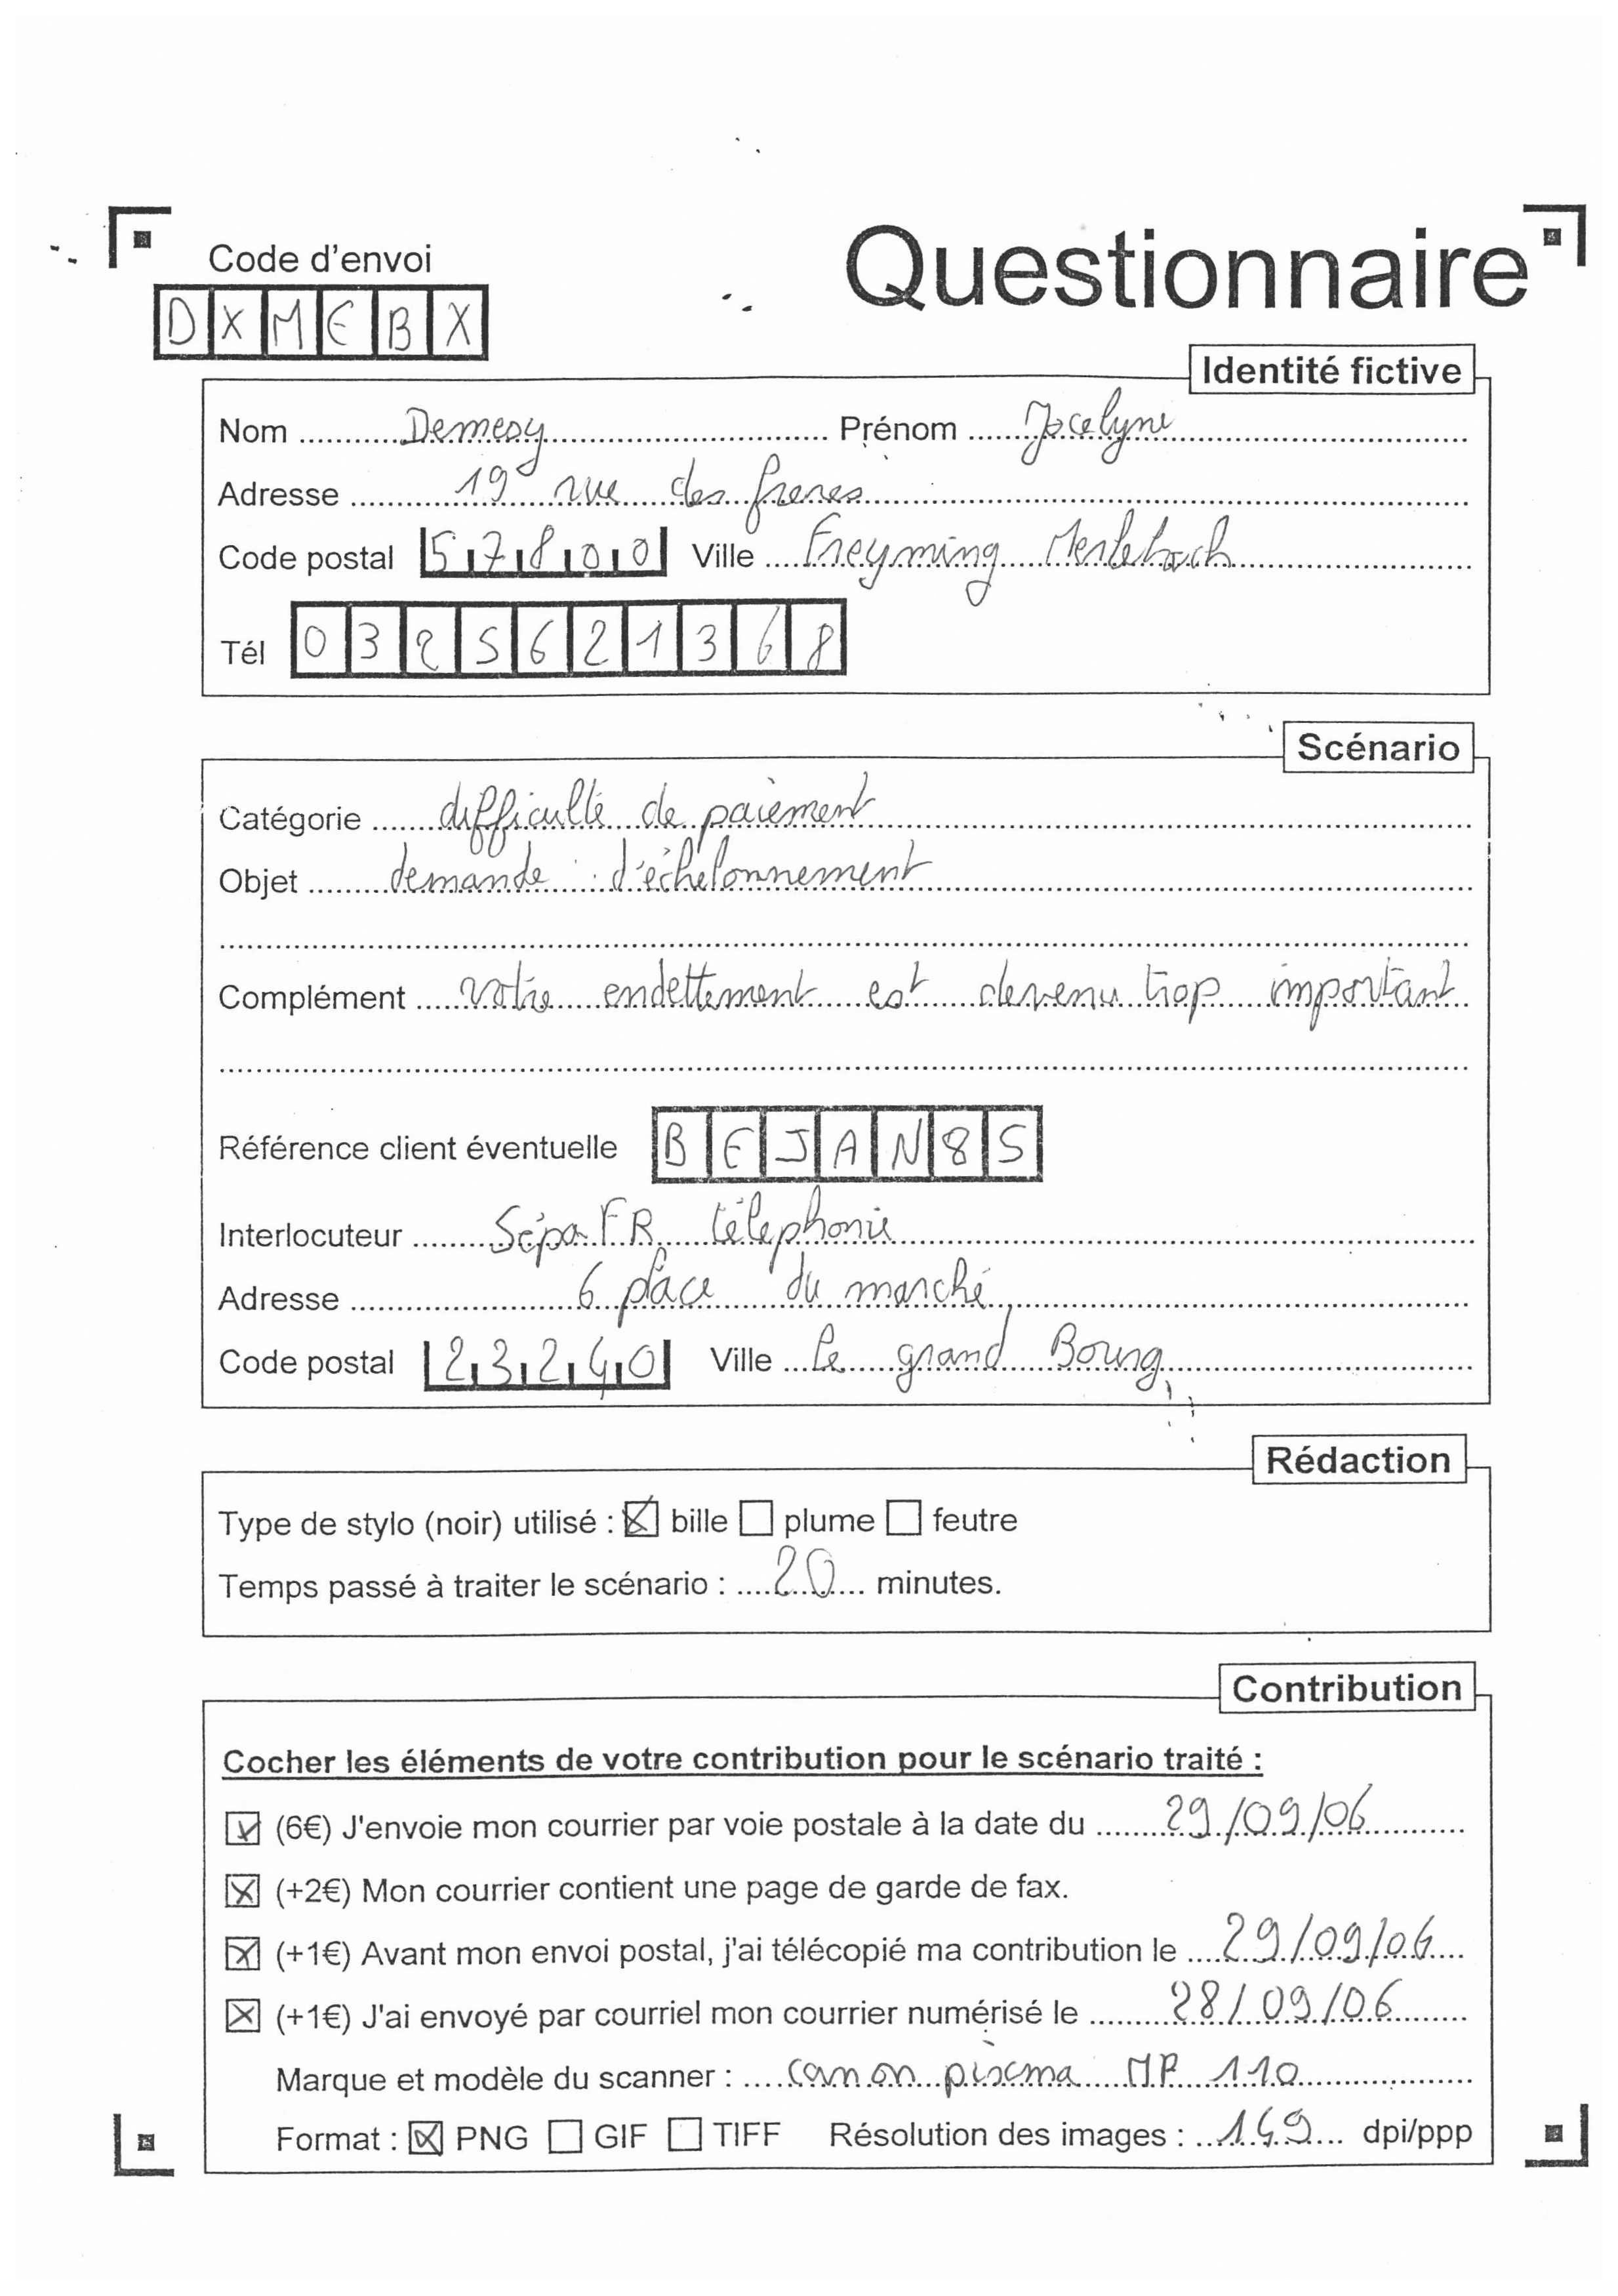 Questionnaire
Code d'envoi
DXMEBX
Identité fictive
Nom Demesy Prénom Jocelyne
Adresse 19 rue des frenes
Code postal 57800 Ville Freyming Merlebach
Tél 0325621368
Scénario
Catégorie difficulté de paiement
Objet demande d'échelonnement
Complément votre endettement est devenu trop important
Référence client éventuelle BEJAN85
Interlocuteur SépaFR téléphonie
Adresse 6 place du marché
Code postal 23240 Ville le grand Bourg
Rédaction
Type de stylo (noir) utilisé : ☒ bille ☐ plume ☐ feutre
Temps passé à traiter le scénario : 20 minutes.
Contribution
Cocher les éléments de votre contribution pour le scénario traité :
☒ (6€) J'envoie mon courrier par voie postale à la date du 29/09/06
☒ (+2€) Mon courrier contient une page de garde de fax.
☒ (+1€) Avant mon envoi postal, j'ai télécopié ma contribution le 29/09/06
☒ (+1€) J'ai envoyé par courriel mon courrier numérisé le 28/09/06
Marque et modèle du scanner : canon piscma MP 110
Format : ☒ PNG ☐ GIF ☐ TIFF Résolution des images : 149 dpi/ppp